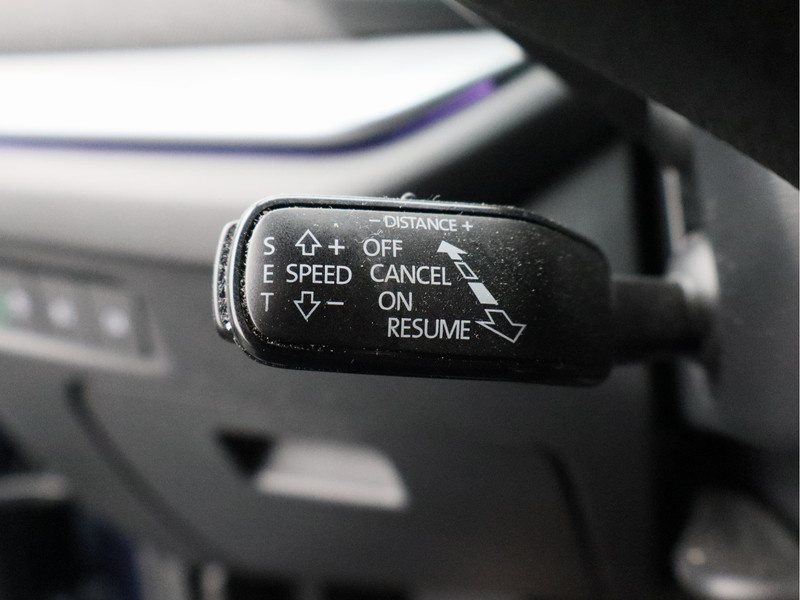 − DISTANCE +
S + OFF
E SPEED CANCEL
T − ON
RESUME